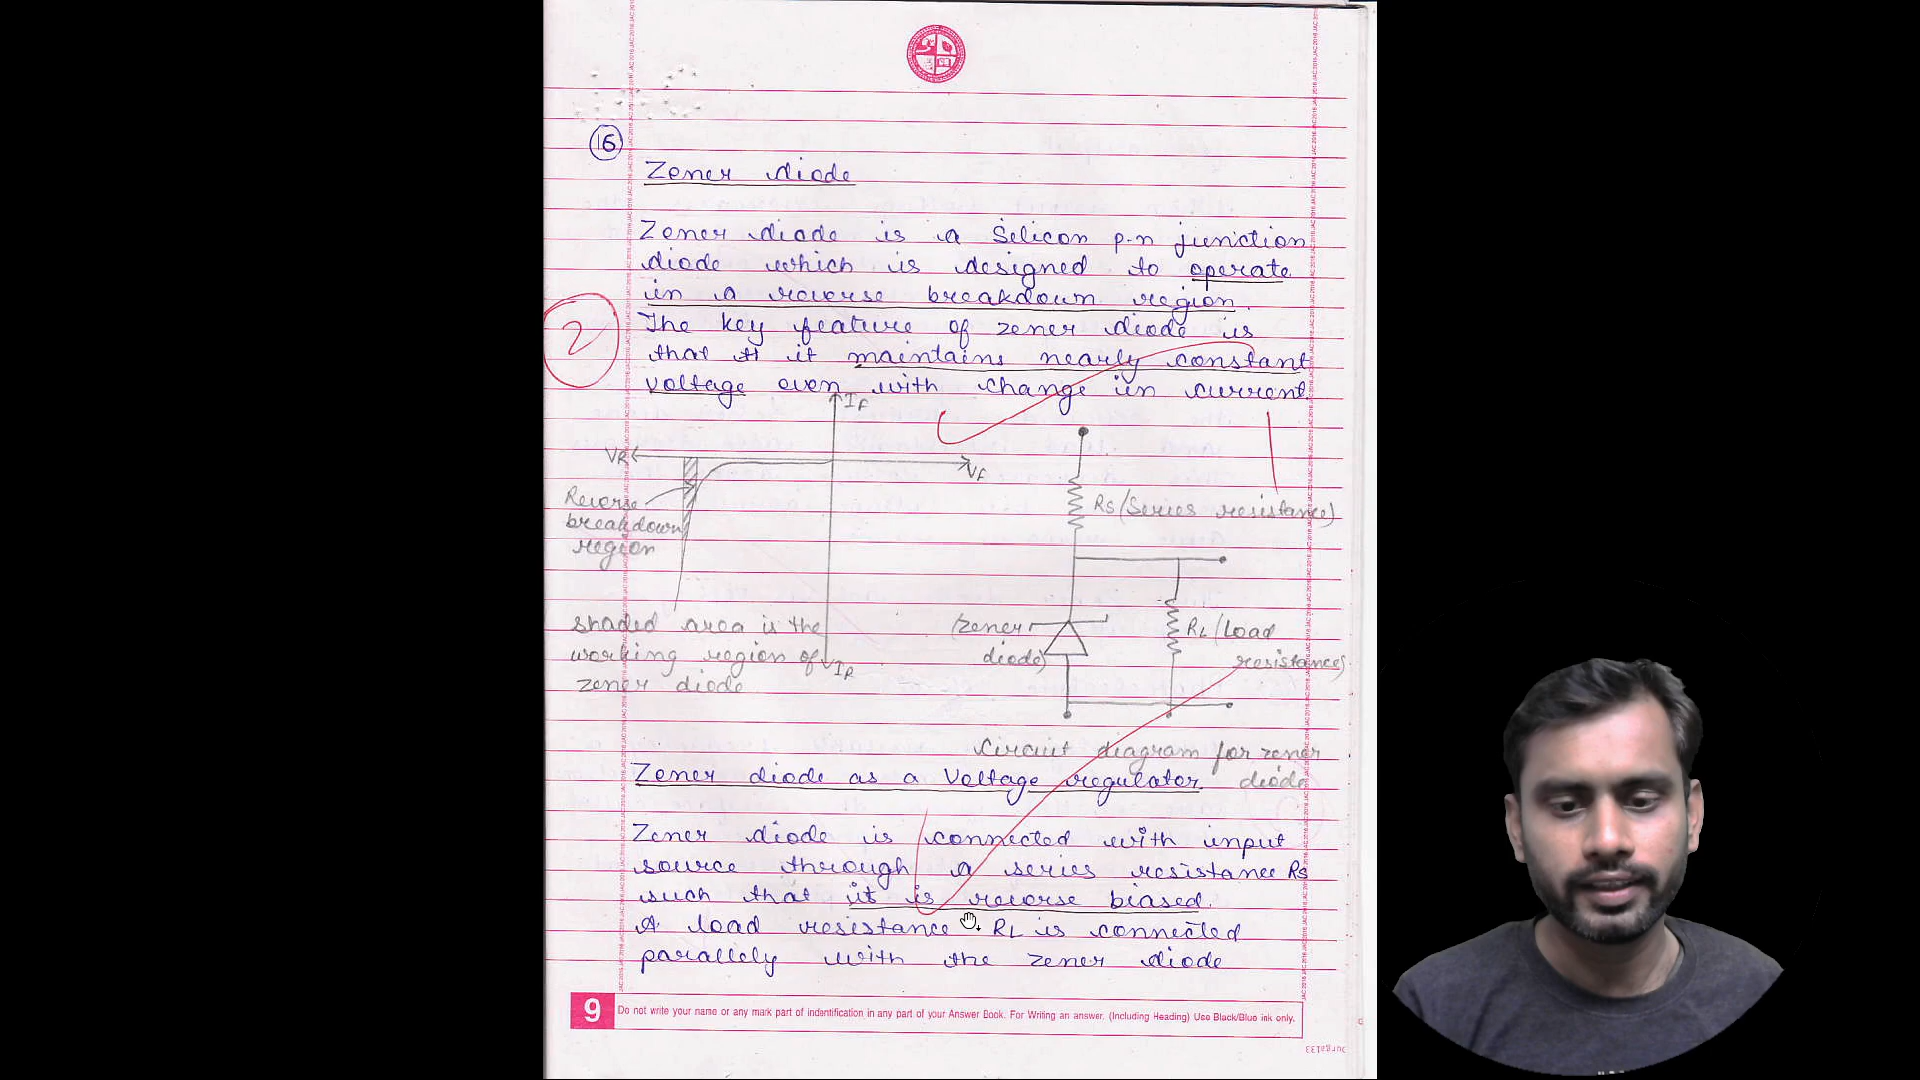 16
Zener diode
Zener diode is a Silicon p-n junction
diode which is designed to operate
in a reverse breakdown region.
The key feature of zener diode is
that it maintains nearly constant
voltage even with change in current.
2
IF
VR
VF
Reverse
breakdown
region
Rs (Series resistance)
shaded area is the
working region of
zener diode
IR
(zener
diode)
RL (Load
resistance)
Circuit diagram for zener
diode
Zener diode as a Voltage regulator.
Zener diode is connected with input
source through a series resistance Rs
such that it is reverse biased.
A load resistance RL is connected
parallely with the zener diode
9
Do not write your name or any mark part of indentification in any part of your Answer Book. For Writing an answer. (Including Heading) Use Black/Blue ink only.